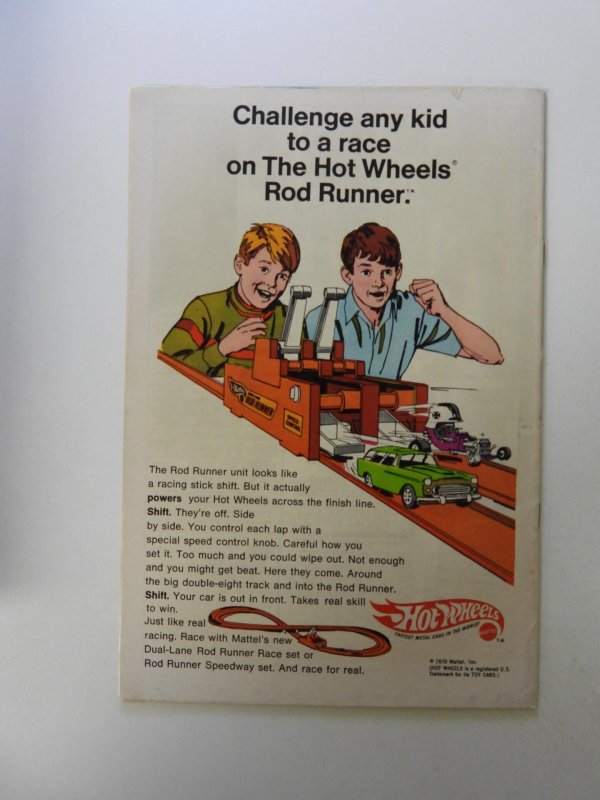 Challenge any kid
to a race
on The Hot Wheels®
Rod Runner.™
ROD RUNNER
The Rod Runner unit looks like
a racing stick shift. But it actually
powers your Hot Wheels across the finish line.
Shift. They're off. Side
by side. You control each lap with a
special speed control knob. Careful how you
set it. Too much and you could wipe out. Not enough
and you might get beat. Here they come. Around
the big double-eight track and into the Rod Runner.
Shift. Your car is out in front. Takes real skill
to win.
Just like real
racing. Race with Mattel's new
Dual-Lane Rod Runner Race set or
Rod Runner Speedway set. And race for real.
HOT WHEELS
FASTEST METAL CARS IN THE WORLD!
T.M.
© 1970 Mattel, Inc.
(HOT WHEELS is a registered U.S.
Trademark for its TOY CARS.)